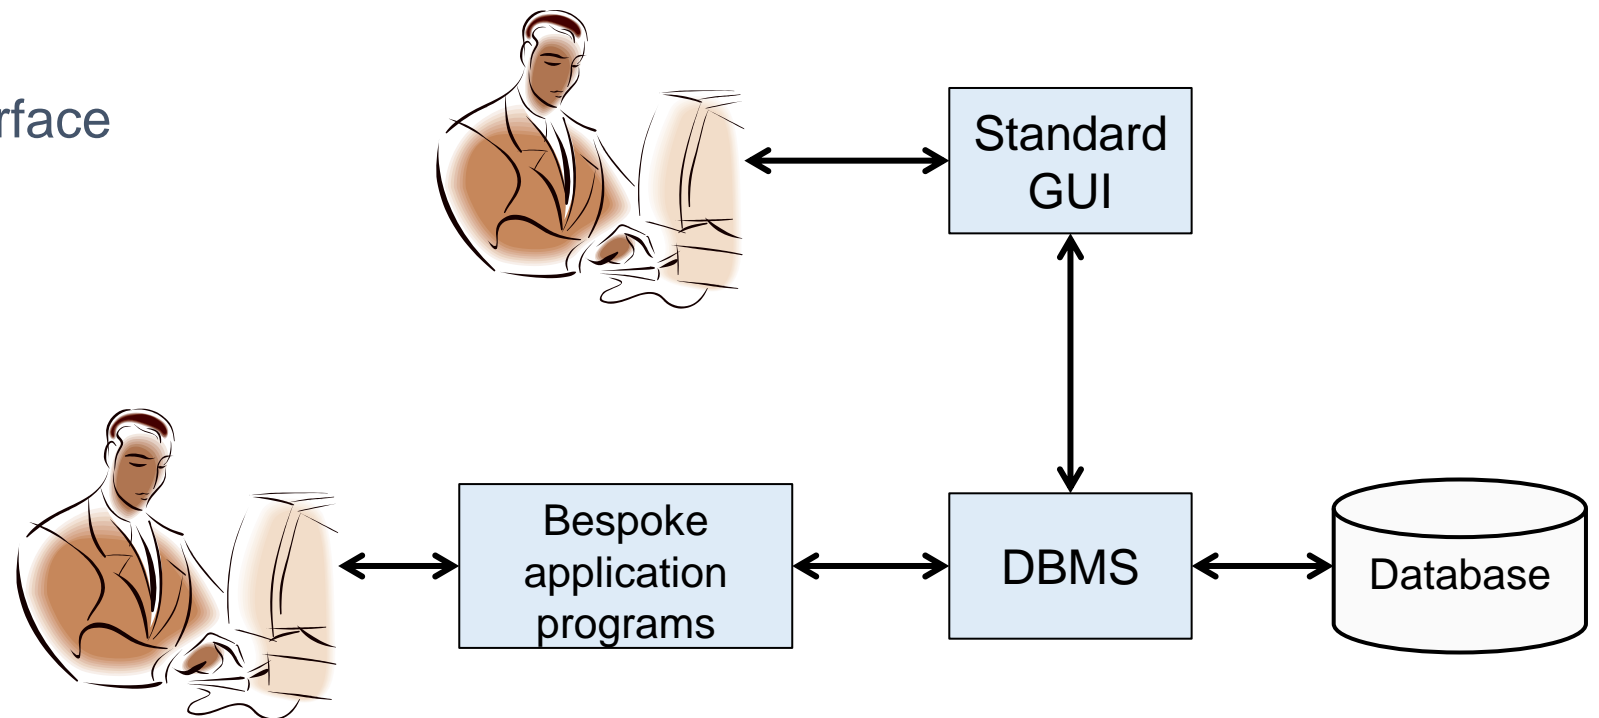 rface
Standard
GUI
Bespoke
application
programs
DBMS
Database